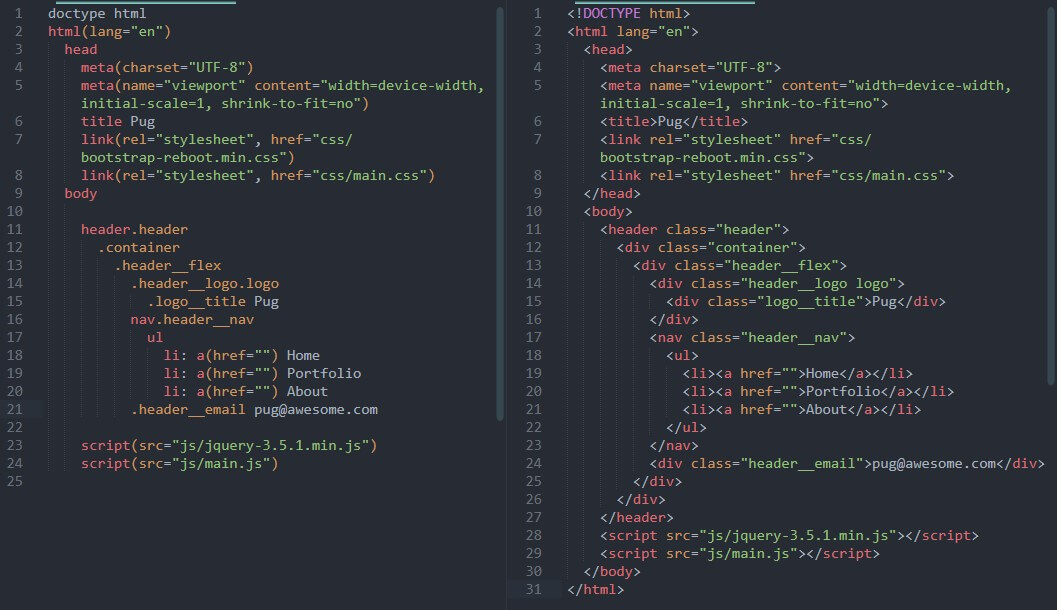 1 doctype html
2 html(lang="en")
3 head
4 meta(charset="UTF-8")
5 meta(name="viewport" content="width=device-width,
initial-scale=1, shrink-to-fit=no")
6 title Pug
7 link(rel="stylesheet", href="css/
bootstrap-reboot.min.css")
8 link(rel="stylesheet", href="css/main.css")
9 body
10
11 header.header
12 .container
13 .header__flex
14 .header__logo.logo
15 .logo__title Pug
16 nav.header__nav
17 ul
18 li: a(href="") Home
19 li: a(href="") Portfolio
20 li: a(href="") About
21 .header__email pug@awesome.com
22
23 script(src="js/jquery-3.5.1.min.js")
24 script(src="js/main.js")
25
1 <!DOCTYPE html>
2 <html lang="en">
3 <head>
4 <meta charset="UTF-8">
5 <meta name="viewport" content="width=device-width,
initial-scale=1, shrink-to-fit=no">
6 <title>Pug</title>
7 <link rel="stylesheet" href="css/
bootstrap-reboot.min.css">
8 <link rel="stylesheet" href="css/main.css">
9 </head>
10 <body>
11 <header class="header">
12 <div class="container">
13 <div class="header__flex">
14 <div class="header__logo logo">
15 <div class="logo__title">Pug</div>
16 </div>
17 <nav class="header__nav">
18 <ul>
19 <li><a href="">Home</a></li>
20 <li><a href="">Portfolio</a></li>
21 <li><a href="">About</a></li>
22 </ul>
23 </nav>
24 <div class="header__email">pug@awesome.com</div>
25 </div>
26 </div>
27 </header>
28 <script src="js/jquery-3.5.1.min.js"></script>
29 <script src="js/main.js"></script>
30 </body>
31 </html>